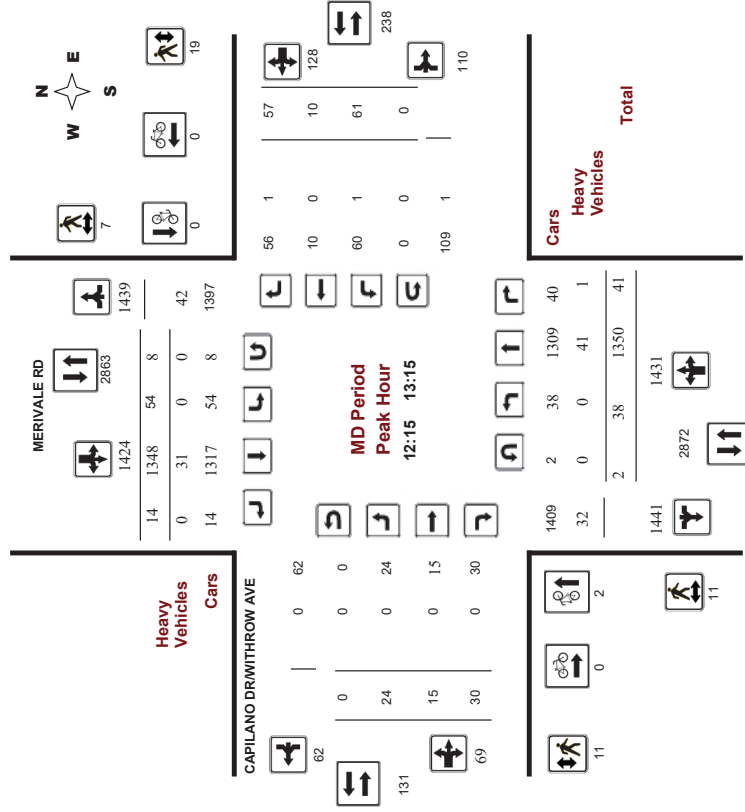 N
W E
S
7
19
0
0
MERIVALE RD
2863
1424
1439
14 1348 54 8
0 31 0 0 42
14 1317 54 8 1397
Heavy
Vehicles
Cars
CAPILANO DR/WITHROW AVE
62
131
69
0 62
0 0 0
24 0 24
15 0 15
30 0 30
MD Period
Peak Hour
12:15 13:15
56 1 57
10 0 10
60 1 61
0 0 0
109 1
128
238
110
1409 2 38 1309 40 Cars
32 0 0 41 1 Heavy
Vehicles
2 38 1350 41 Total
1441
1431
2872
0
2
11
11